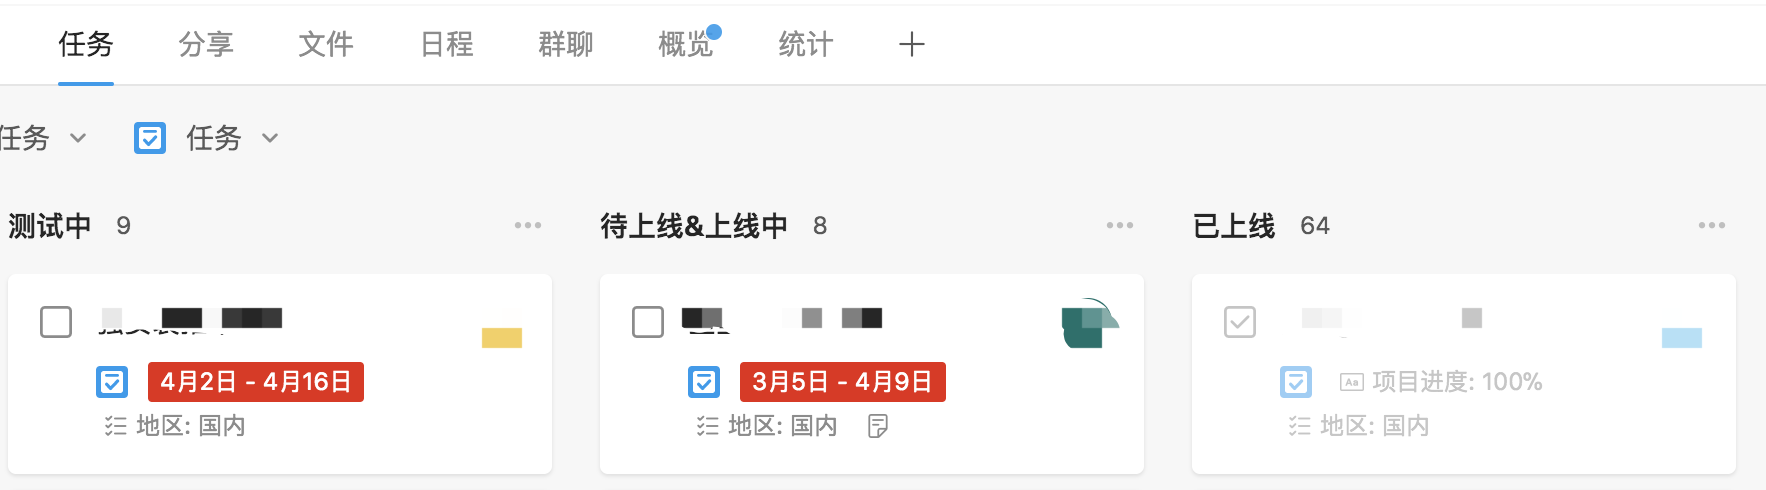 任务 分享 文件 日程 群聊 概览 统计 +
任务 任务
测试中 9
4月2日 - 4月16日
地区: 国内
待上线&上线中 8
3月5日 - 4月9日
地区: 国内
已上线 64
Aa 项目进度: 100%
地区: 国内